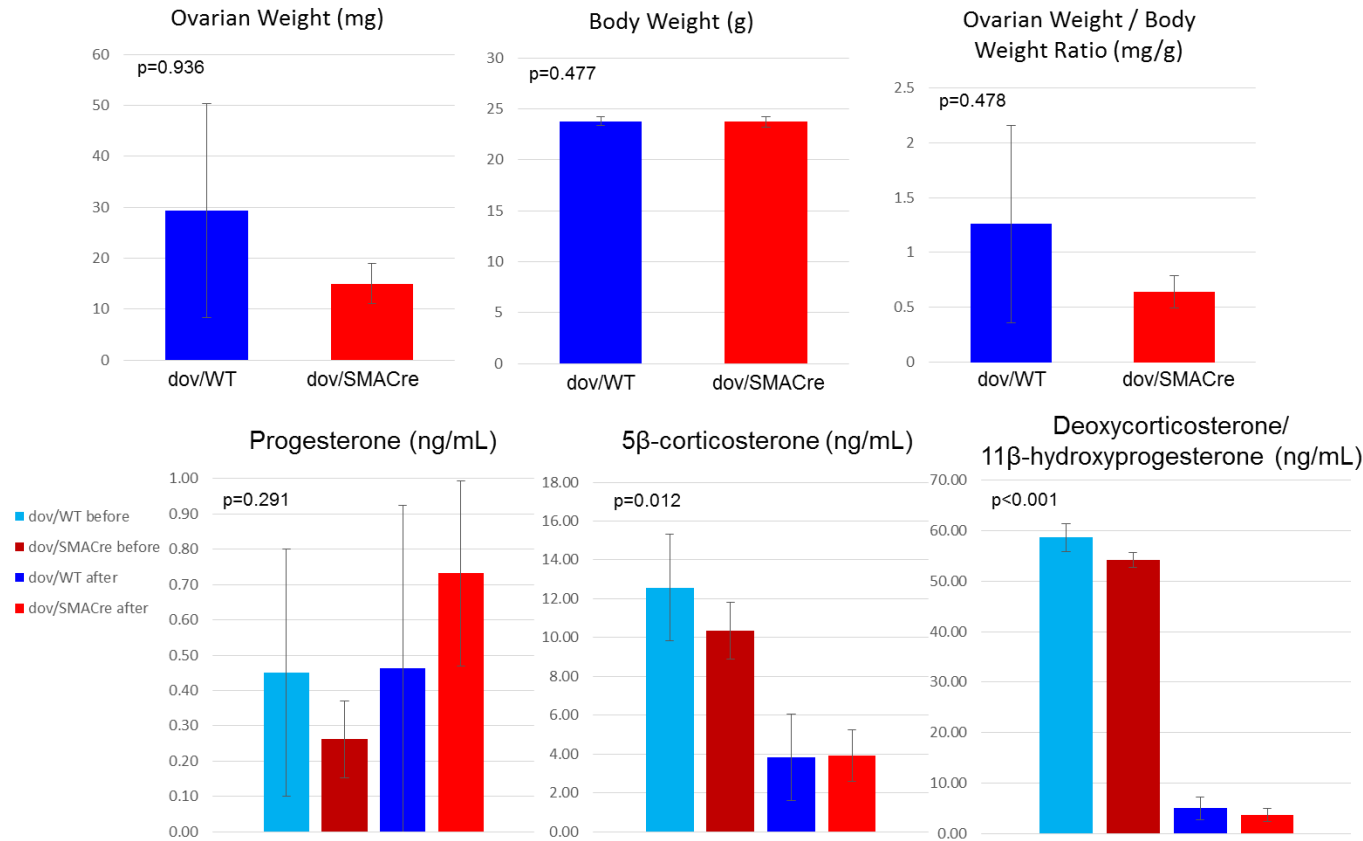 Ovarian Weight (mg)
p=0.936
60
50
40
30
20
10
0
dov/WT
dov/SMACre
Body Weight (g)
p=0.477
30
25
20
15
10
5
0
dov/WT
dov/SMACre
Ovarian Weight / Body
Weight Ratio (mg/g)
p=0.478
2.5
2
1.5
1
0.5
0
dov/WT
dov/SMACre
dov/WT before
dov/SMACre before
dov/WT after
dov/SMACre after
Progesterone (ng/mL)
p=0.291
1.00
0.90
0.80
0.70
0.60
0.50
0.40
0.30
0.20
0.10
0.00
5β-corticosterone (ng/mL)
p=0.012
18.00
16.00
14.00
12.00
10.00
8.00
6.00
4.00
2.00
0.00
Deoxycorticosterone/
11β-hydroxyprogesterone (ng/mL)
p<0.001
70.00
60.00
50.00
40.00
30.00
20.00
10.00
0.00